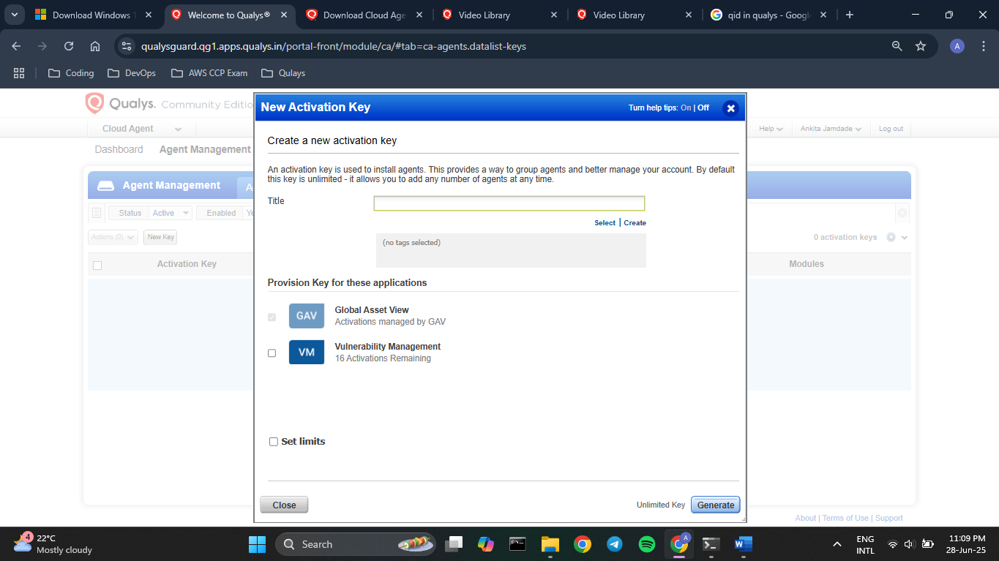 Download Windows 1
Welcome to Qualys®
Download Cloud Age
Video Library
Video Library
qid in qualys - Google
qualysguard.qg1.apps.qualys.in/portal-front/module/ca/#tab=ca-agents.datalist-keys
A
Coding
DevOps
AWS CCP Exam
Qulays
Qualys. Community Editio
New Activation Key
Turn help tips: On | Off
Cloud Agent
Help
Ankita Jamdade
Log out
Create a new activation key
Dashboard
Agent Management
An activation key is used to install agents. This provides a way to group agents and better manage your account. By default
this key is unlimited - it allows you to add any number of agents at any time.
Agent Management
A
Title
Status
Active
Enabled
Ye
Select | Create
Actions (0)
New Key
(no tags selected)
0 activation keys
Activation Key
Modules
Provision Key for these applications
GAV
Global Asset View
Activations managed by GAV
VM
Vulnerability Management
16 Activations Remaining
Set limits
Close
Unlimited Key
Generate
About | Terms of Use | Support
4
22°C
Mostly cloudy
Search
A
W
ENG
INTL
11:09 PM
28-Jun-25